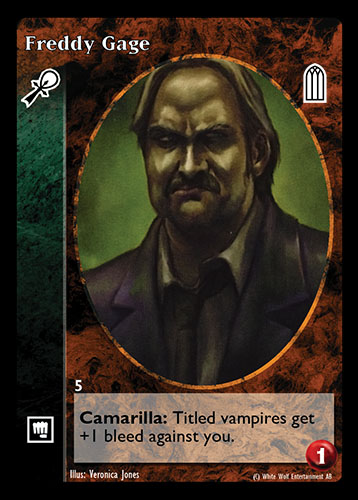 Freddy Gage
5
Camarilla: Titled vampires get
+1 bleed against you.
1
Illus: Veronica Jones
(C) White Wolf Entertainment AB